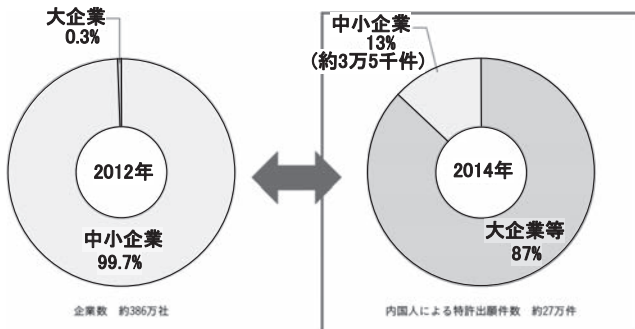 大企業
0.3%
2012年
中小企業
99.7%
企業数　約386万社
中小企業
13%
(約3万5千件)
2014年
大企業等
87%
内国人による特許出願件数　約27万件